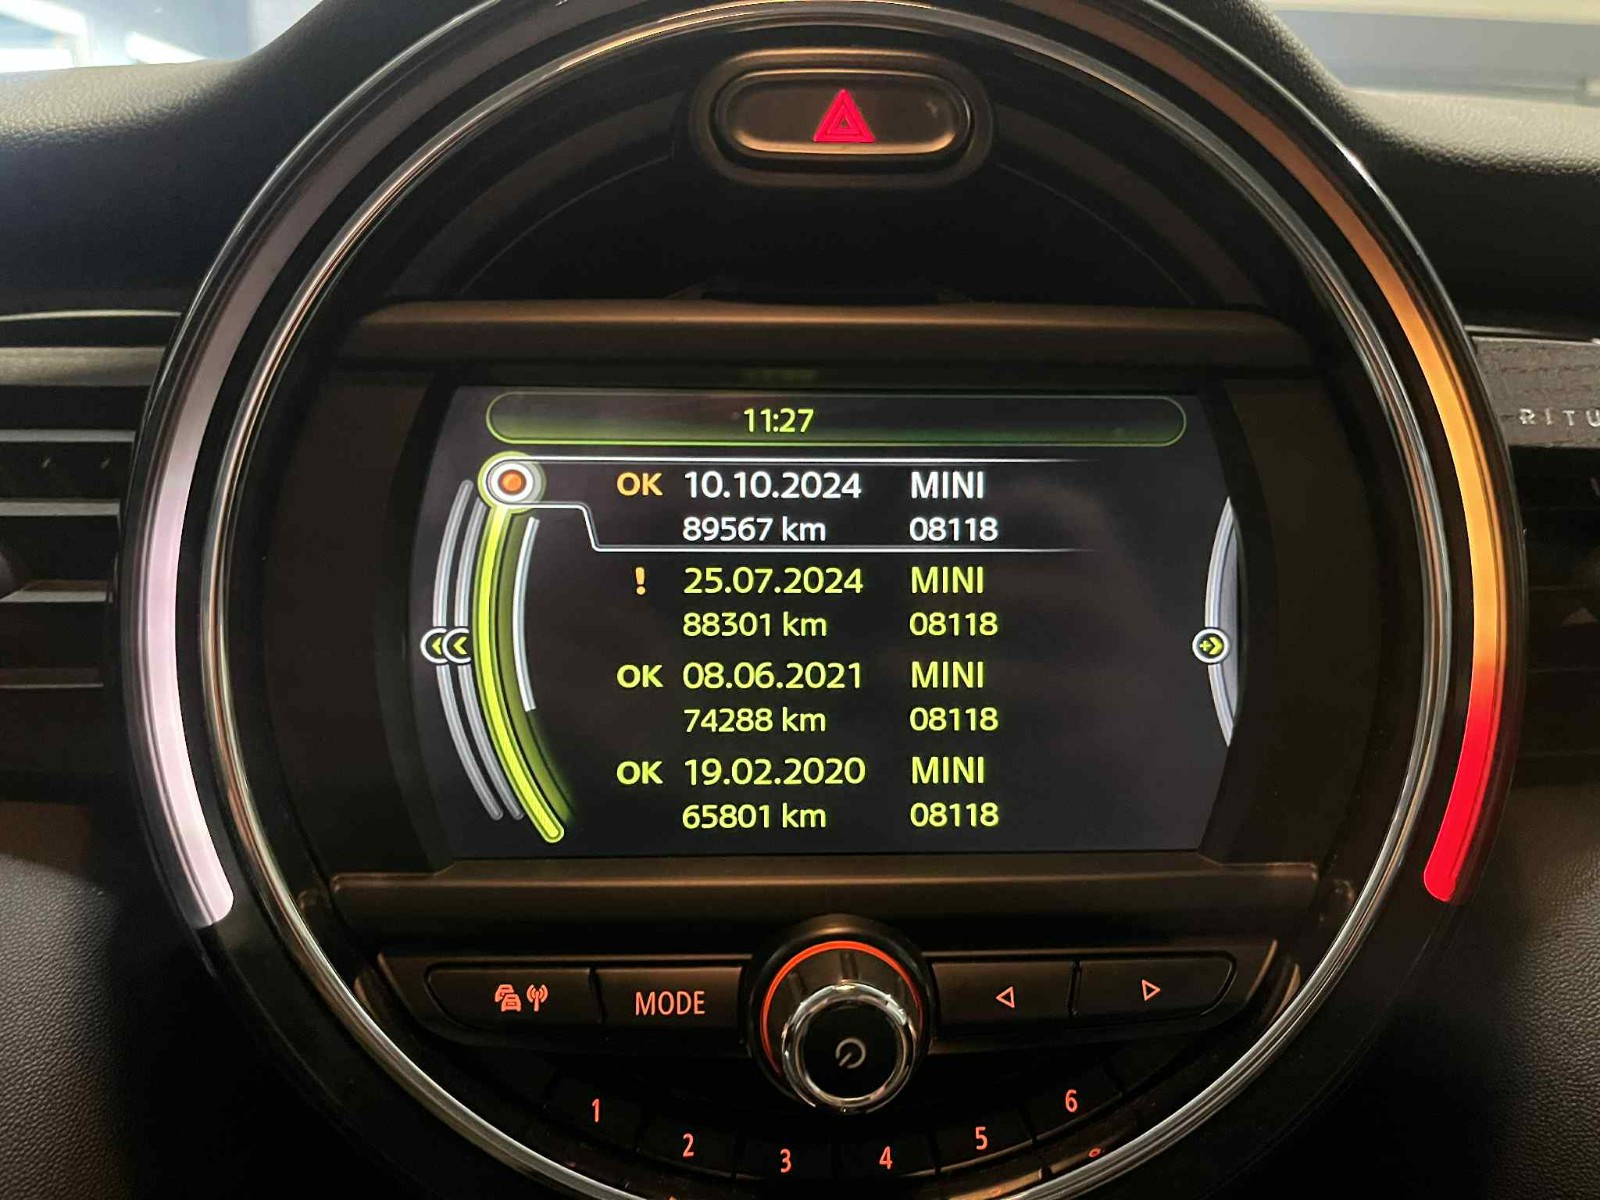 RITU
11:27
OK 10.10.2024 MINI
89567 km 08118
! 25.07.2024 MINI
88301 km 08118
OK 08.06.2021 MINI
74288 km 08118
OK 19.02.2020 MINI
65801 km 08118
MODE
1 2 3 4 5 6